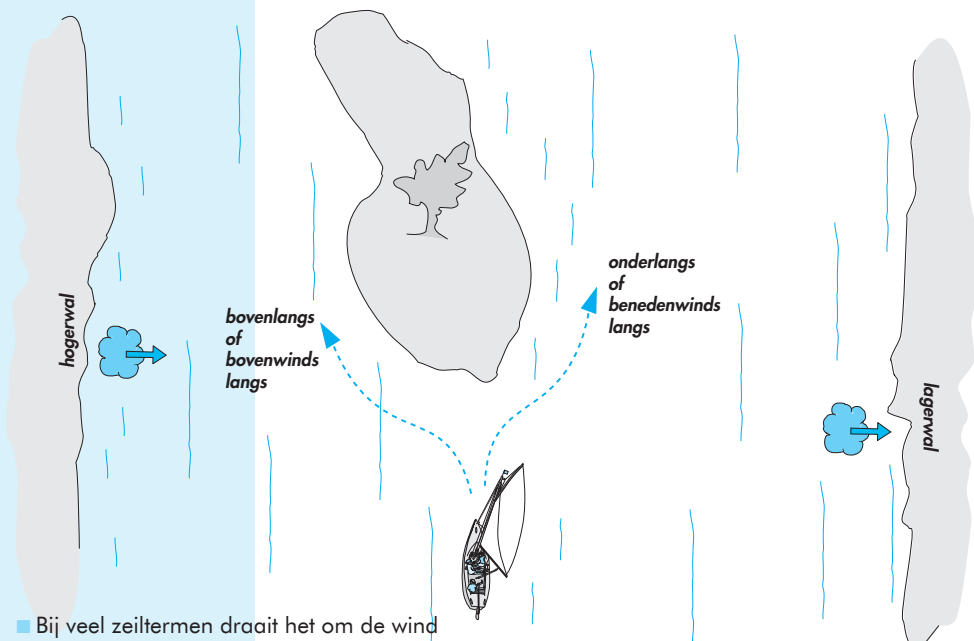 hogerwal
bovenlangs
of
bovenwinds
langs
onderlangs
of
benedenwinds
langs
lagerwal
Bij veel zeiltermen draait het om de wind